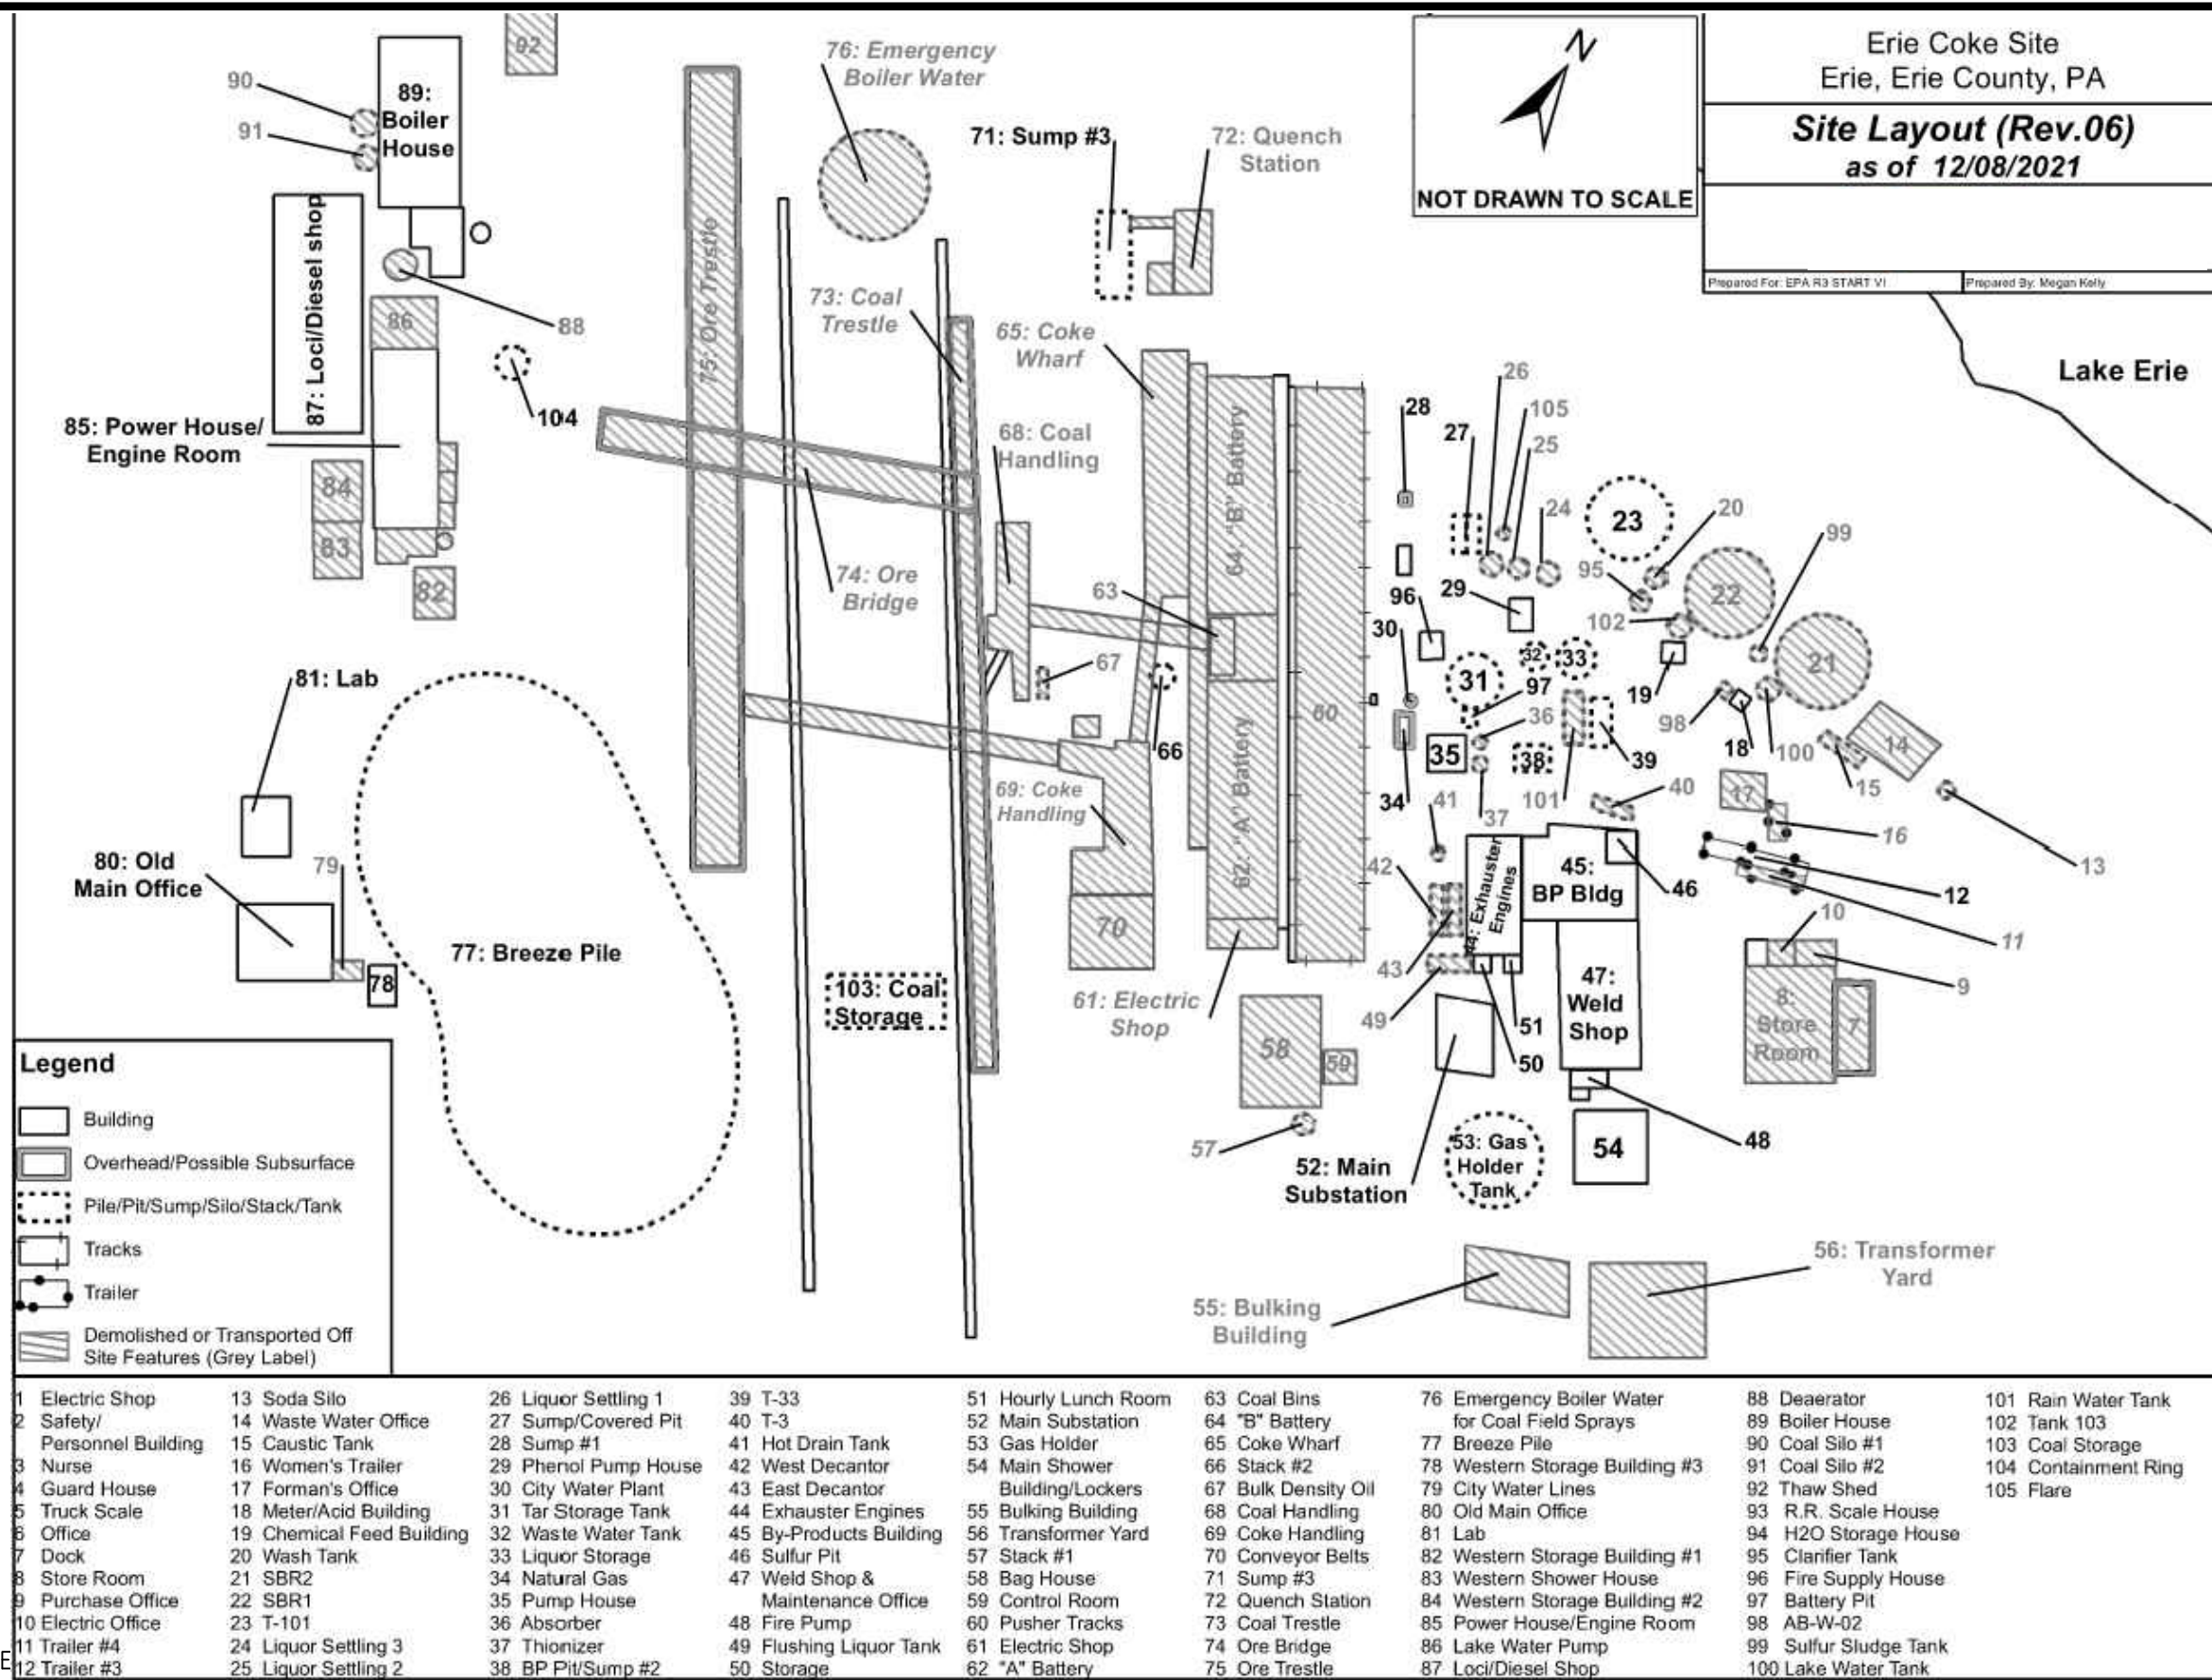 Erie Coke Site
Erie, Erie County, PA
Site Layout (Rev.06)
as of 12/08/2021
Prepared For: EPA R3 START VI
Prepared By: Megan Kelly
N
NOT DRAWN TO SCALE
Lake Erie
92
90
91
89:
Boiler
House
87: Loci/Diesel shop
88
86
104
85: Power House/
Engine Room
84
83
82
76: Emergency
Boiler Water
75: Ore Trestle
73: Coal
Trestle
74: Ore
Bridge
71: Sump #3
72: Quench
Station
65: Coke
Wharf
68: Coal
Handling
63
67
66
64: "B" Battery
62: "A" Battery
60
69: Coke
Handling
70
61: Electric
Shop
58
59
57
28
27
26
105
25
24
23
20
95
22
99
102
21
96
29
30
31
32
33
97
36
19
98
18
100
14
15
13
34
35
38
39
37
101
40
41
17
16
12
11
42
43
44: Exhauster
Engines
45:
BP Bldg
46
47:
Weld
Shop
49
51
50
10
9
8:
Store
Room
7
52: Main
Substation
53: Gas
Holder
Tank
54
48
55: Bulking
Building
56: Transformer
Yard
81: Lab
80: Old
Main Office
79
78
77: Breeze Pile
103: Coal
Storage
Legend
Building
Overhead/Possible Subsurface
Pile/Pit/Sump/Silo/Stack/Tank
Tracks
Trailer
Demolished or Transported Off
Site Features (Grey Label)
1 Electric Shop
2 Safety/
Personnel Building
3 Nurse
4 Guard House
5 Truck Scale
6 Office
7 Dock
8 Store Room
9 Purchase Office
10 Electric Office
11 Trailer #4
12 Trailer #3
13 Soda Silo
14 Waste Water Office
15 Caustic Tank
16 Women's Trailer
17 Forman's Office
18 Meter/Acid Building
19 Chemical Feed Building
20 Wash Tank
21 SBR2
22 SBR1
23 T-101
24 Liquor Settling 3
25 Liquor Settling 2
26 Liquor Settling 1
27 Sump/Covered Pit
28 Sump #1
29 Phenol Pump House
30 City Water Plant
31 Tar Storage Tank
32 Waste Water Tank
33 Liquor Storage
34 Natural Gas
35 Pump House
36 Absorber
37 Thionizer
38 BP Pit/Sump #2
39 T-33
40 T-3
41 Hot Drain Tank
42 West Decantor
43 East Decantor
44 Exhauster Engines
45 By-Products Building
46 Sulfur Pit
47 Weld Shop &
Maintenance Office
48 Fire Pump
49 Flushing Liquor Tank
50 Storage
51 Hourly Lunch Room
52 Main Substation
53 Gas Holder
54 Main Shower
Building/Lockers
55 Bulking Building
56 Transformer Yard
57 Stack #1
58 Bag House
59 Control Room
60 Pusher Tracks
61 Electric Shop
62 "A" Battery
63 Coal Bins
64 "B" Battery
65 Coke Wharf
66 Stack #2
67 Bulk Density Oil
68 Coal Handling
69 Coke Handling
70 Conveyor Belts
71 Sump #3
72 Quench Station
73 Coal Trestle
74 Ore Bridge
75 Ore Trestle
76 Emergency Boiler Water
for Coal Field Sprays
77 Breeze Pile
78 Western Storage Building #3
79 City Water Lines
80 Old Main Office
81 Lab
82 Western Storage Building #1
83 Western Shower House
84 Western Storage Building #2
85 Power House/Engine Room
86 Lake Water Pump
87 Loci/Diesel Shop
88 Deaerator
89 Boiler House
90 Coal Silo #1
91 Coal Silo #2
92 Thaw Shed
93 R.R. Scale House
94 H2O Storage House
95 Clarifier Tank
96 Fire Supply House
97 Battery Pit
98 AB-W-02
99 Sulfur Sludge Tank
100 Lake Water Tank
101 Rain Water Tank
102 Tank 103
103 Coal Storage
104 Containment Ring
105 Flare
E